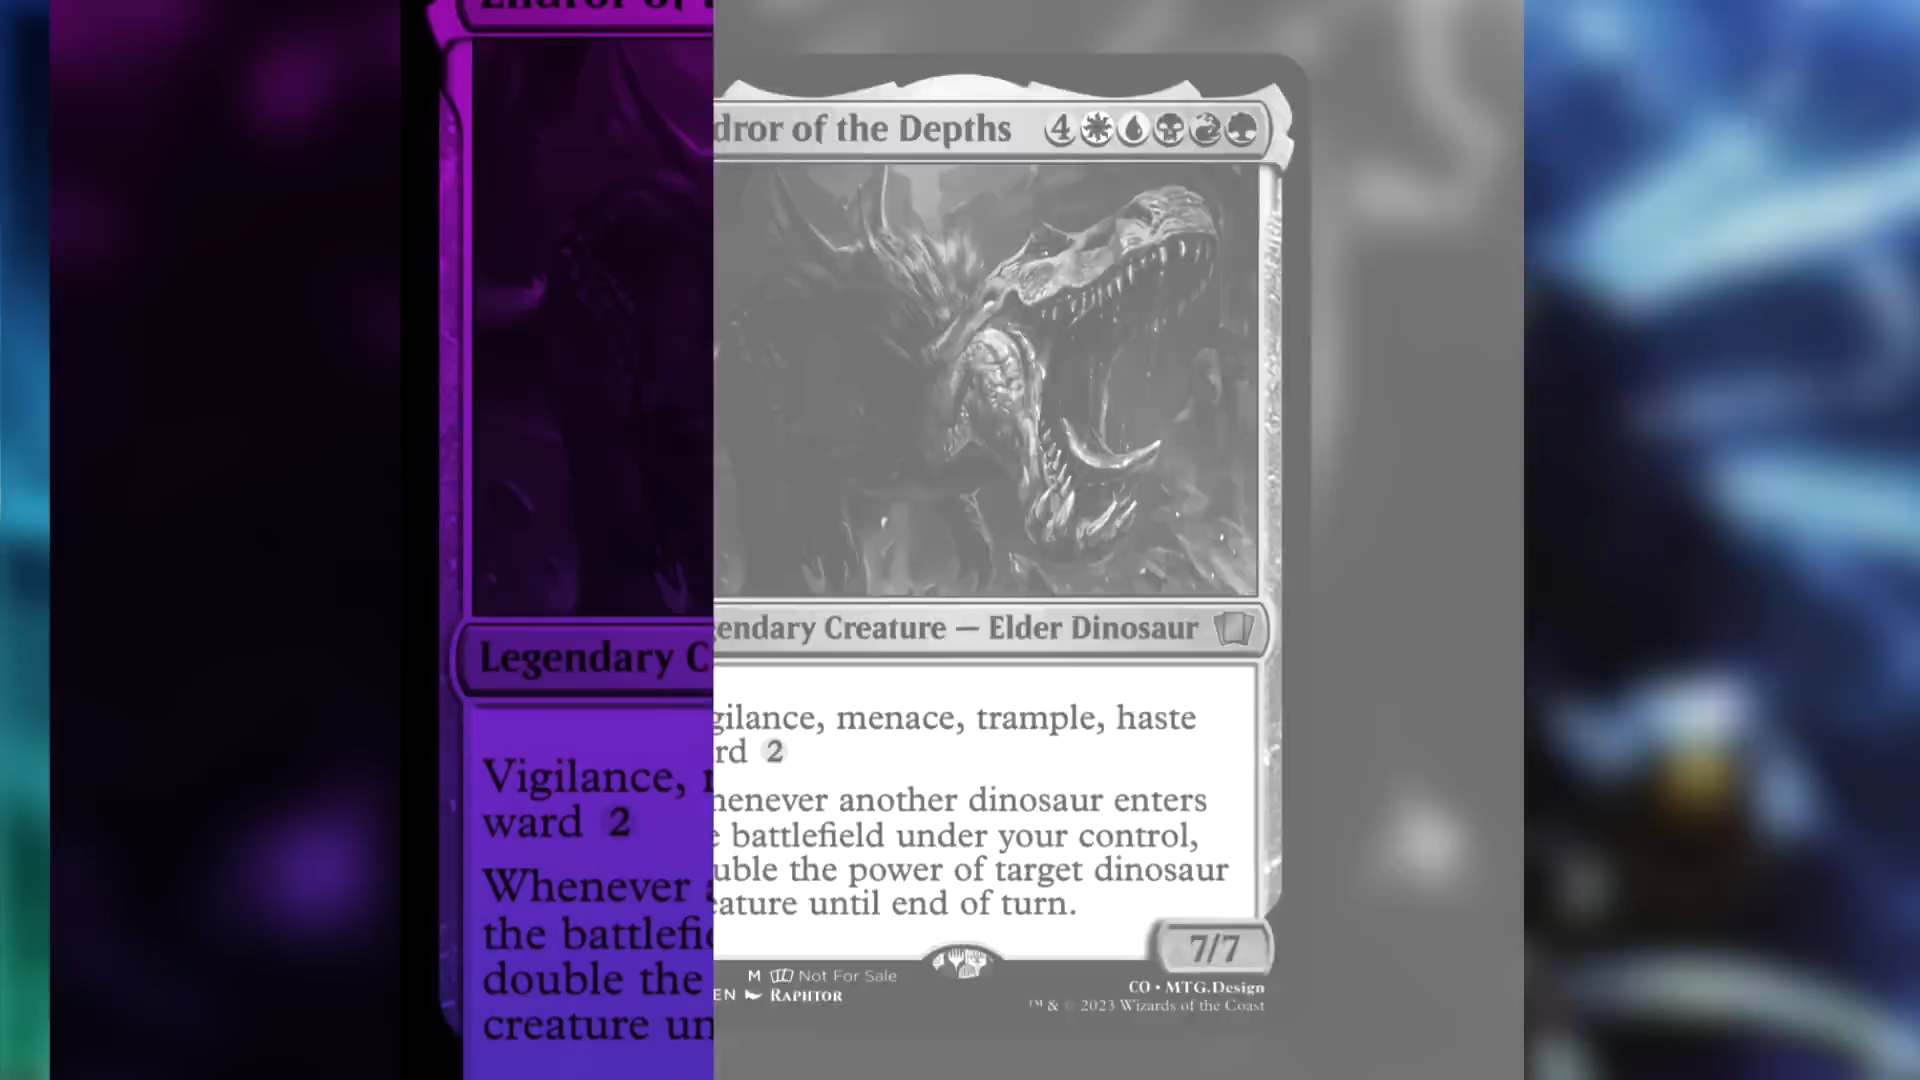 Legendary C
Vigilance,
ward 2
Whenever
the battlefi
double the
creature un
dror of the Depths 4
endary Creature — Elder Dinosaur
gilance, menace, trample, haste
rd 2
henever another dinosaur enters
battlefield under your control,
uble the power of target dinosaur
eature until end of turn.
7/7
M Not For Sale
EN RAPHTOR
CO • MTG.Design
™ & © 2023 Wizards of the Coast